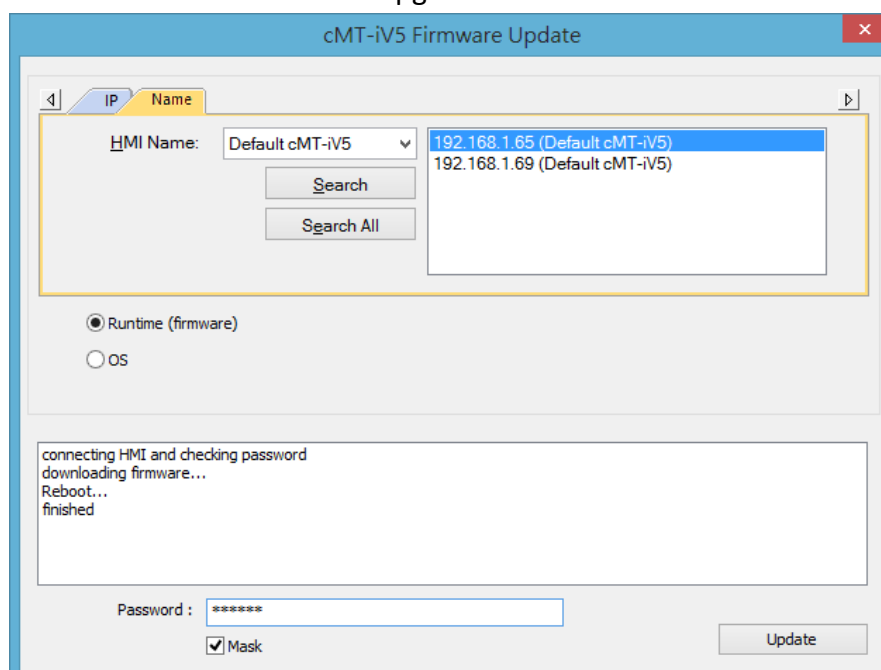 pg
cMT-iV5 Firmware Update
IP Name
HMI Name: Default cMT-iV5
192.168.1.65 (Default cMT-iV5)
192.168.1.69 (Default cMT-iV5)
Search
Search All
Runtime (firmware)
OS
connecting HMI and checking password
downloading firmware...
Reboot...
finished
Password : ******
Mask
Update